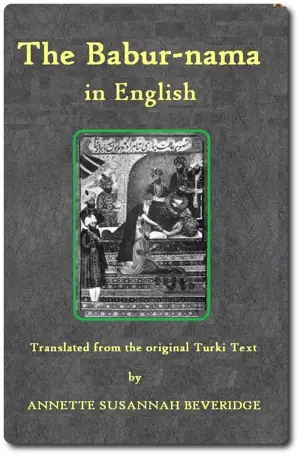 The Babur-nama
in English
Translated from the original Turki Text
by
ANNETTE SUSANNAH BEVERIDGE